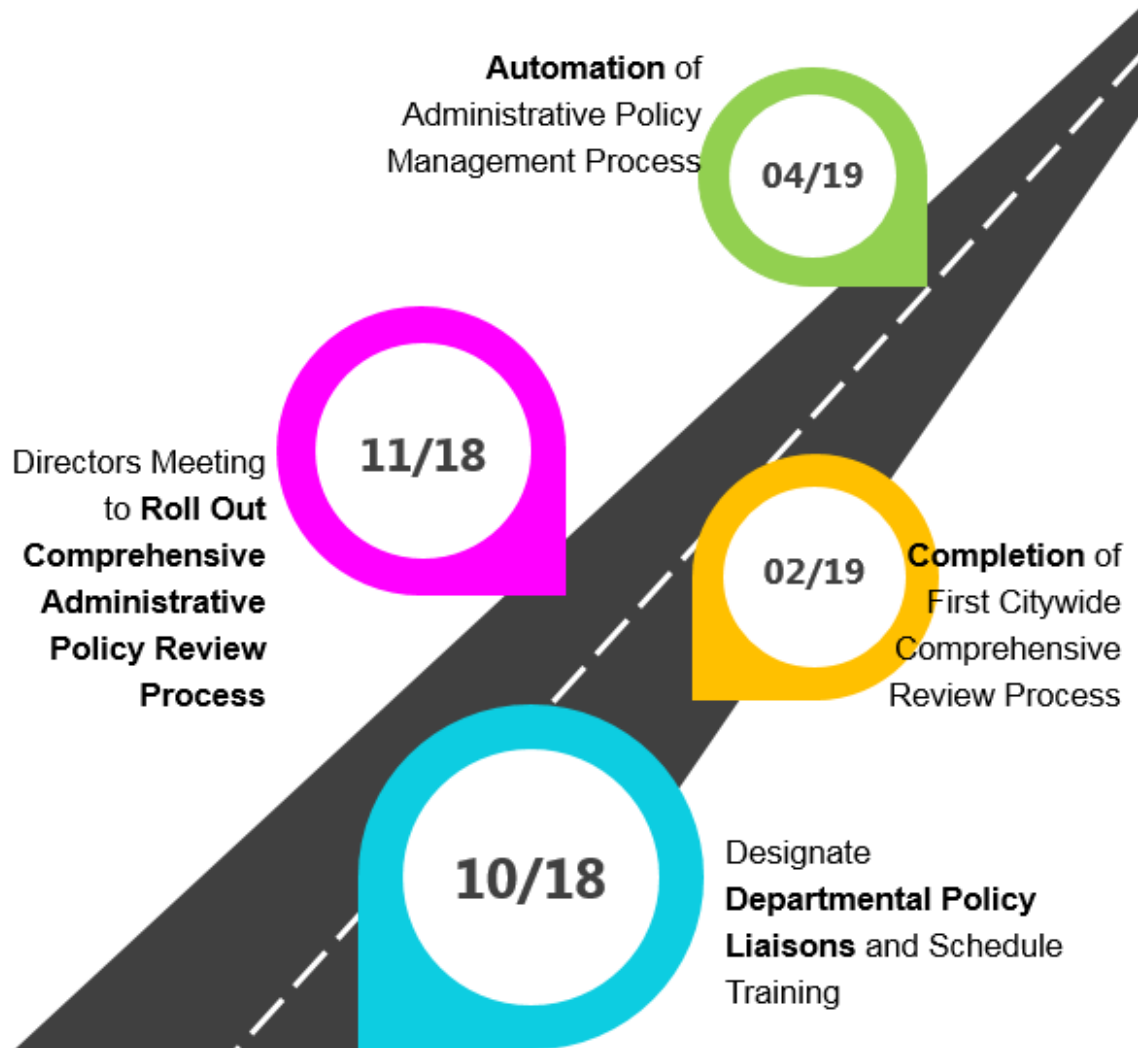 Automation of
Administrative Policy
Management Process
04/19
11/18
Directors Meeting
to Roll Out
Comprehensive
Administrative
Policy Review
Process
02/19
Completion of
First Citywide
Comprehensive
Review Process
10/18
Designate
Departmental Policy
Liaisons and Schedule
Training